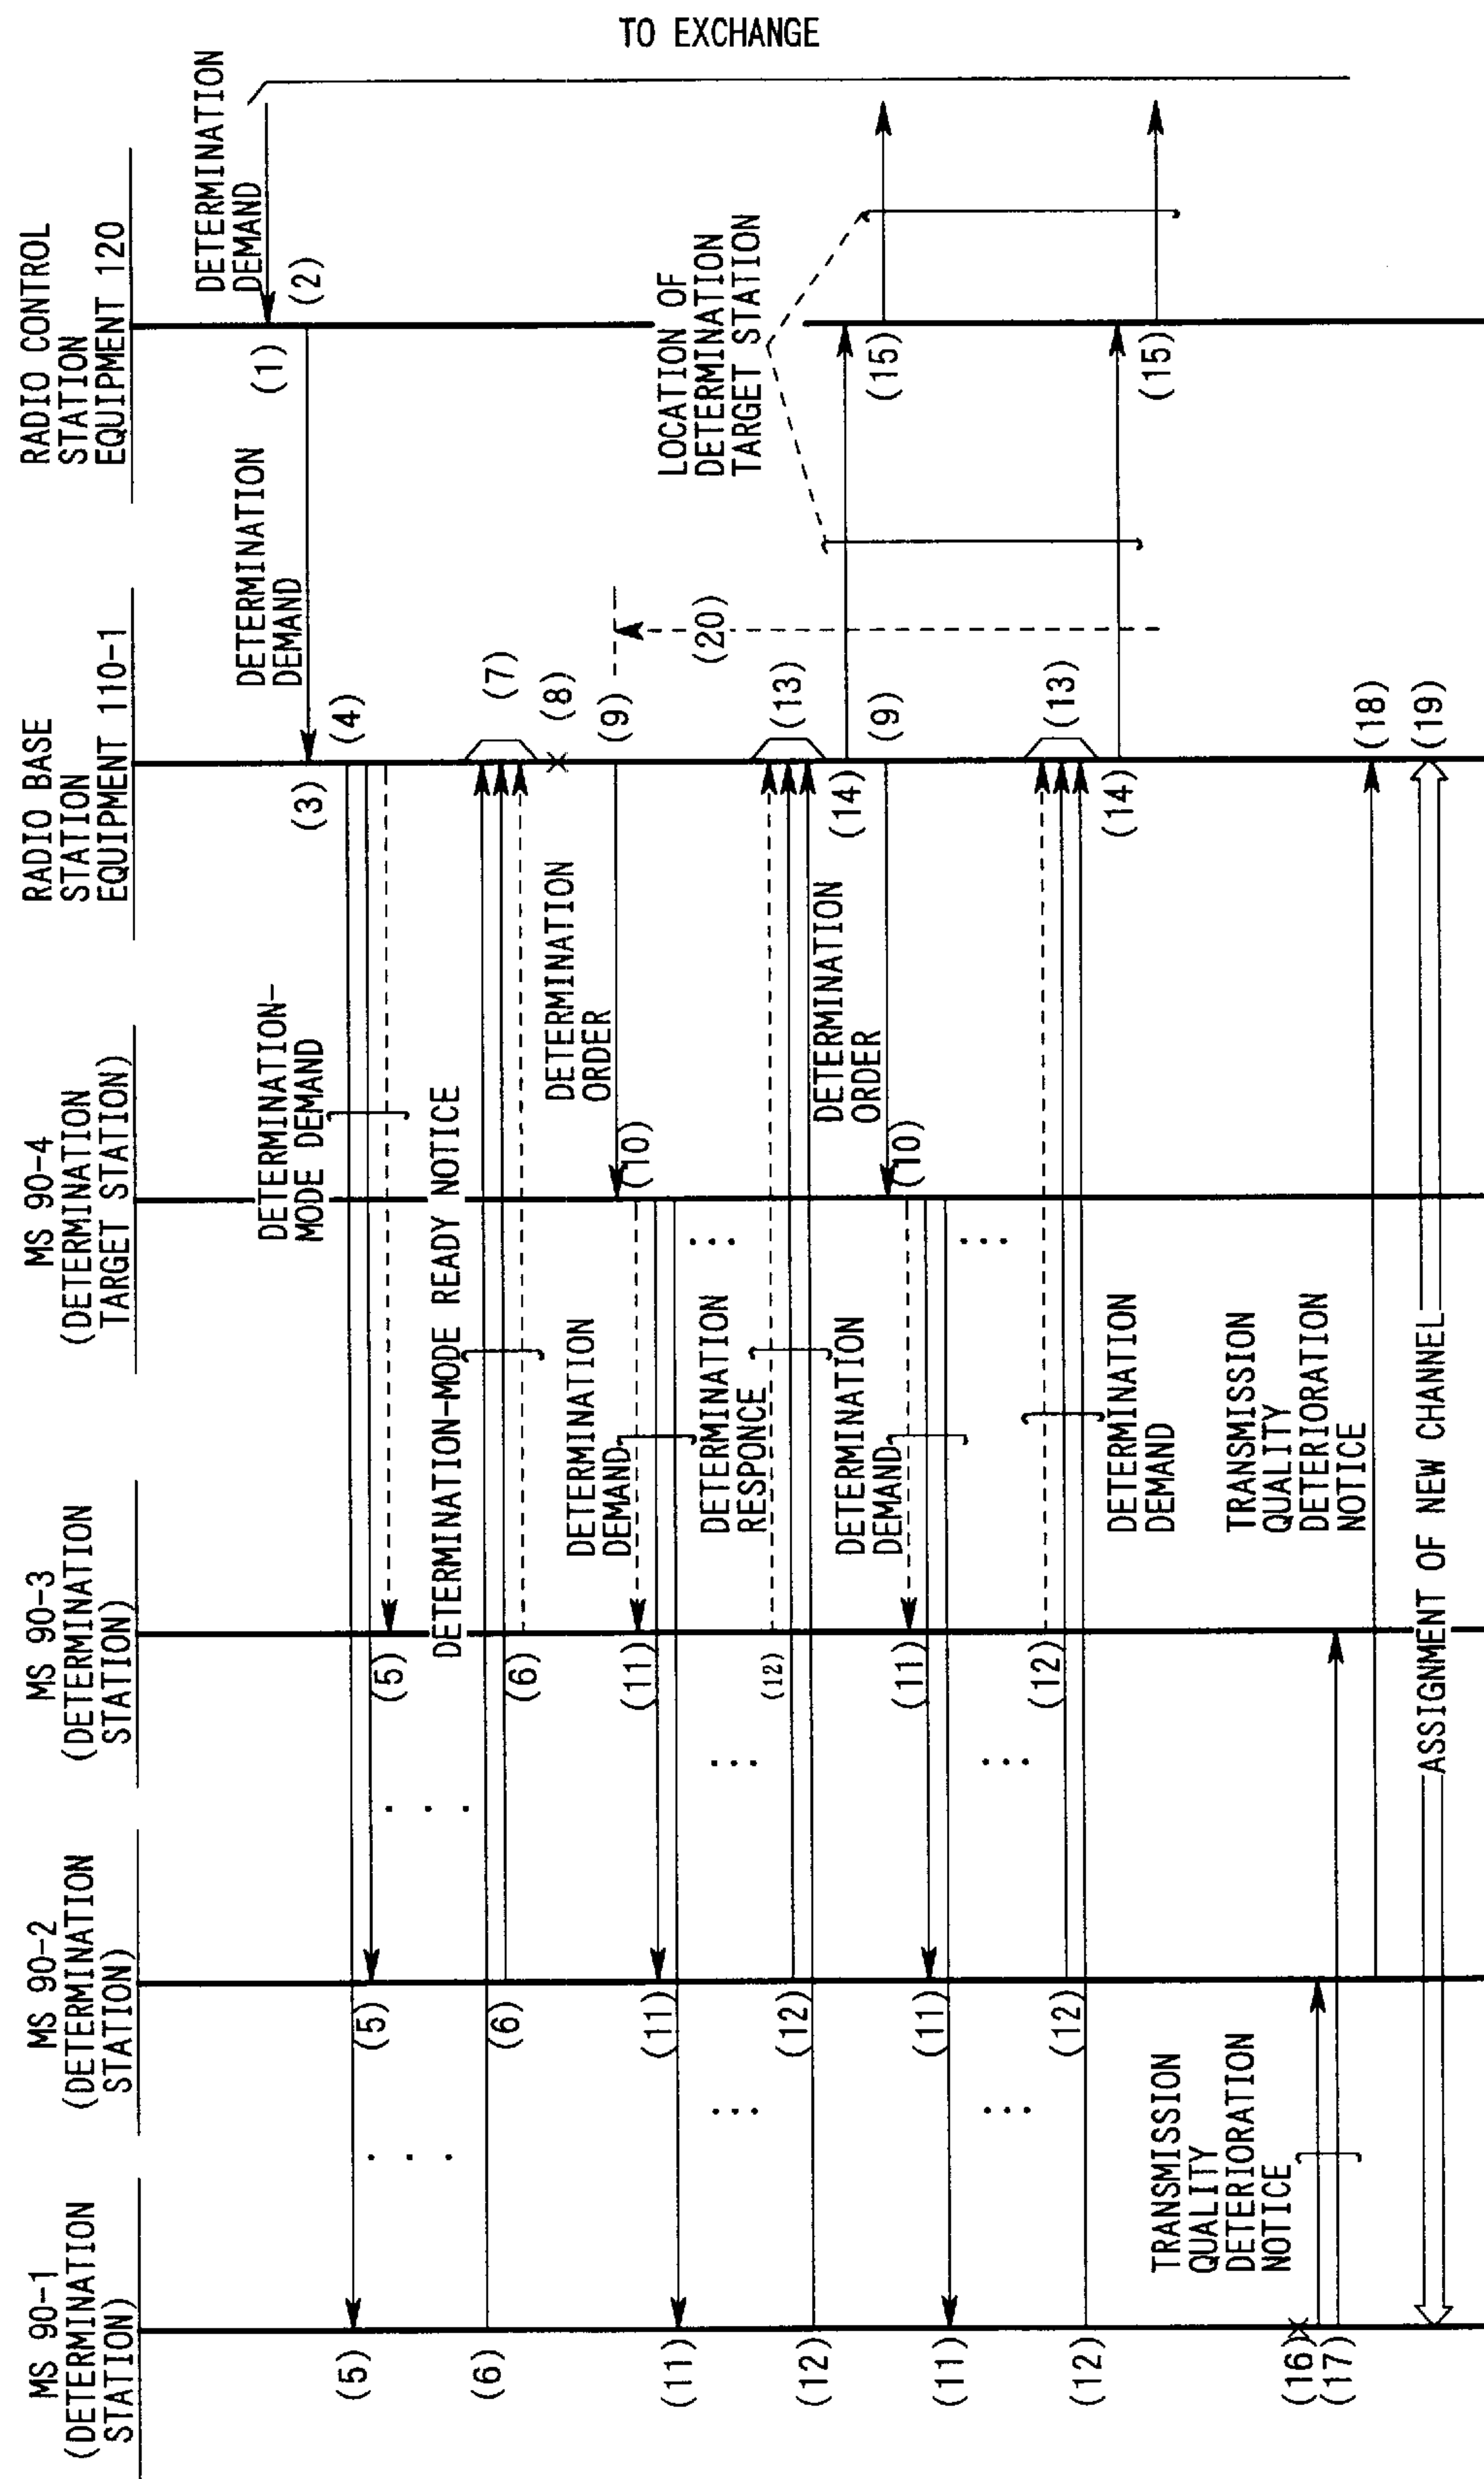 MS 90-1
(DETERMINATION
STATION)
MS 90-2
(DETERMINATION
STATION)
MS 90-3
(DETERMINATION
STATION)
MS 90-4
(DETERMINATION
TARGET STATION)
RADIO BASE
STATION
EQUIPMENT 110-1
RADIO CONTROL
STATION
EQUIPMENT 120
TO EXCHANGE
DETERMINATION
DEMAND
(1)
(2)
DETERMINATION
DEMAND
(3)
(4)
DETERMINATION-
MODE DEMAND
(5)
(5)
(5)
DETERMINATION-MODE READY NOTICE
(6)
(6)
(6)
(7)
(8)
(9)
DETERMINATION
ORDER
(10)
DETERMINATION
DEMAND
(11)
(11)
(11)
DETERMINATION
RESPONCE
(12)
(12)
(12)
(13)
(14)
(15)
LOCATION OF
DETERMINATION
TARGET STATION
(20)
(9)
DETERMINATION
ORDER
(10)
DETERMINATION
DEMAND
(11)
(11)
(11)
(12)
(12)
(12)
DETERMINATION
DEMAND
(13)
(14)
(15)
(16)
(17)
TRANSMISSION
QUALITY
DETERIORATION
NOTICE
TRANSMISSION
QUALITY
DETERIORATION
NOTICE
(18)
ASSIGNMENT OF NEW CHANNEL
(19)